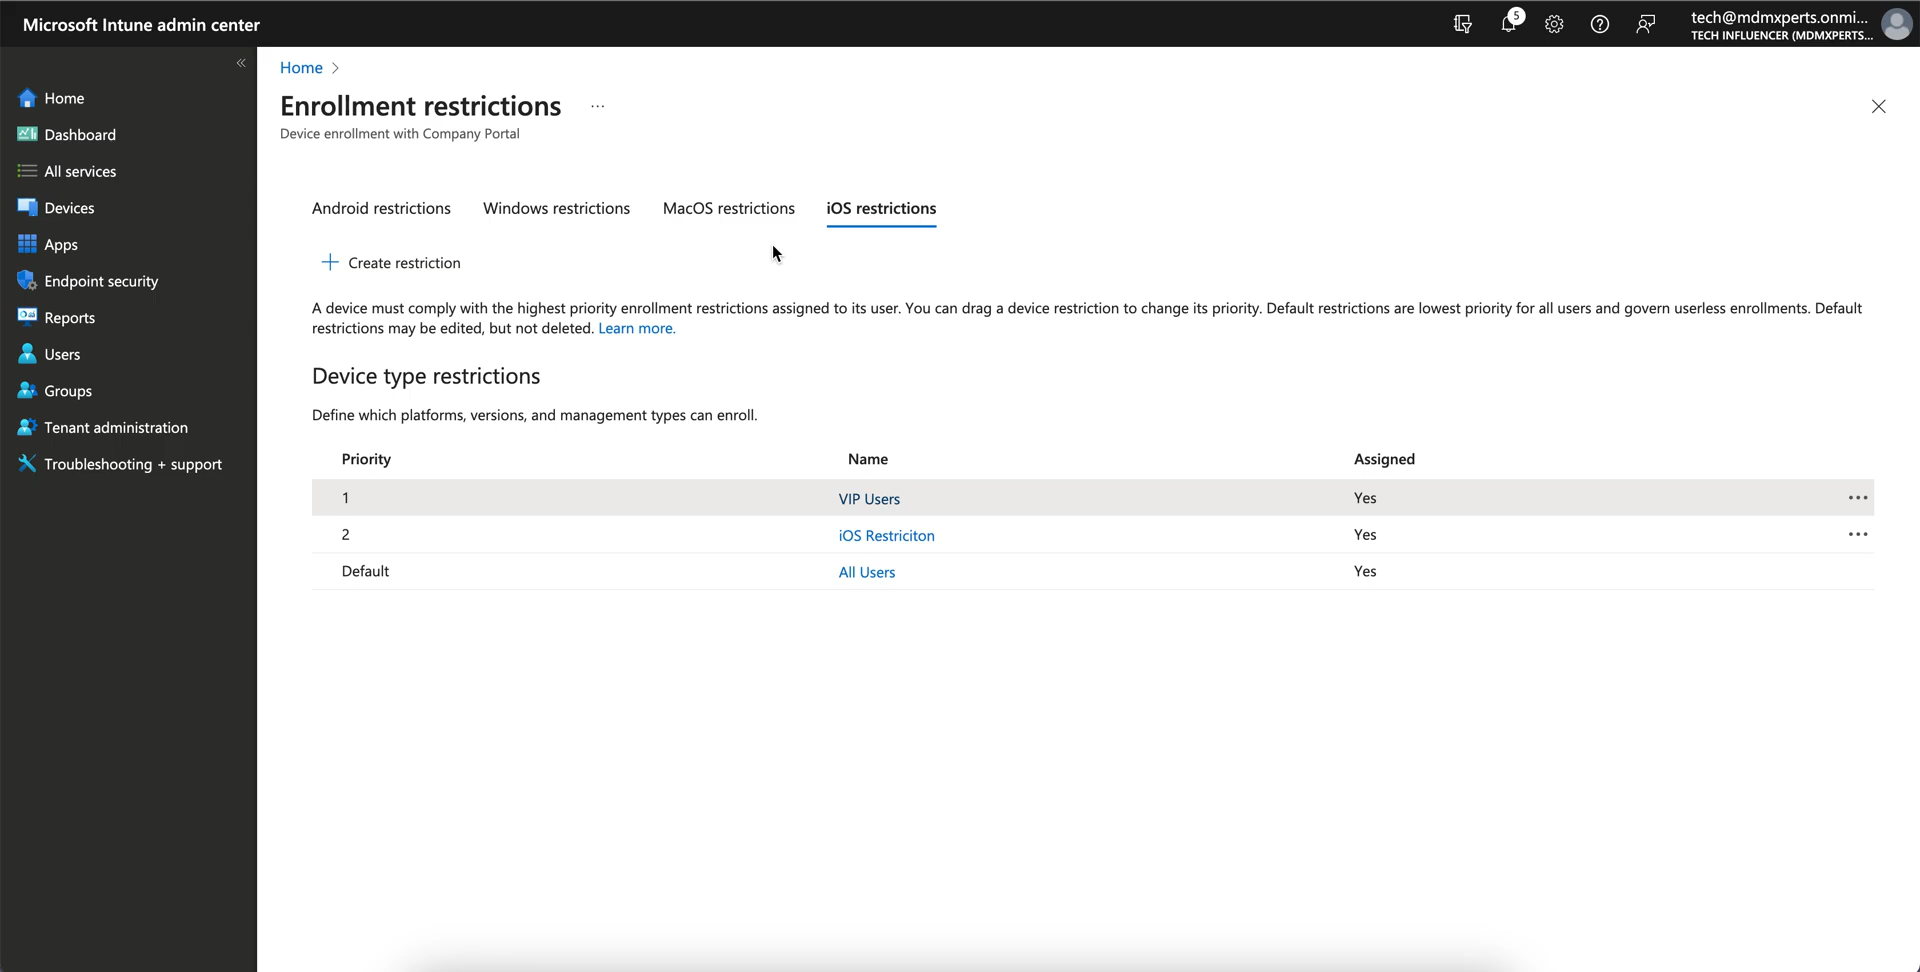 Microsoft Intune admin center
5
tech@mdmxperts.onmi...
TECH INFLUENCER (MDMXPERTS...
«
Home
Dashboard
All services
Devices
Apps
Endpoint security
Reports
Users
Groups
Tenant administration
Troubleshooting + support
Home >
Enrollment restrictions ...
Device enrollment with Company Portal
Android restrictions Windows restrictions MacOS restrictions iOS restrictions
+ Create restriction
A device must comply with the highest priority enrollment restrictions assigned to its user. You can drag a device restriction to change its priority. Default restrictions are lowest priority for all users and govern userless enrollments. Default
restrictions may be edited, but not deleted. Learn more.
Device type restrictions
Define which platforms, versions, and management types can enroll.
Priority Name Assigned
1 VIP Users Yes ...
2 iOS Restriciton Yes ...
Default All Users Yes